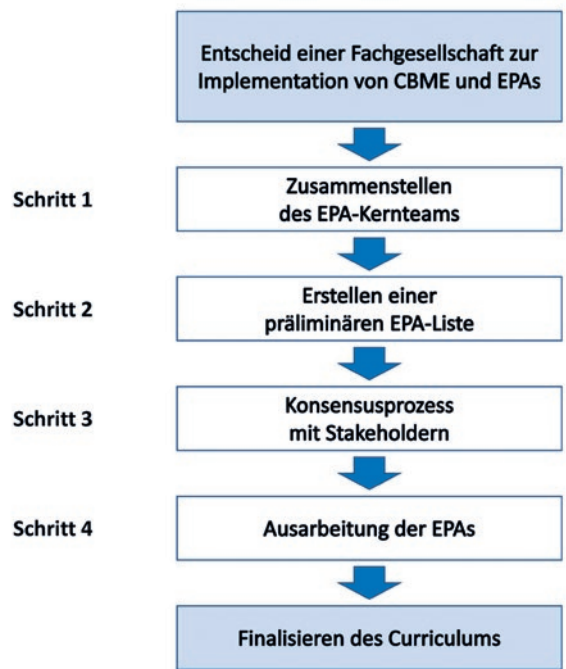 Entscheid einer Fachgesellschaft zur
Implementation von CBME und EPAs
Schritt 1
Zusammenstellen
des EPA-Kernteams
Schritt 2
Erstellen einer
präliminären EPA-Liste
Schritt 3
Konsensusprozess
mit Stakeholdern
Schritt 4
Ausarbeitung der EPAs
Finalisieren des Curriculums